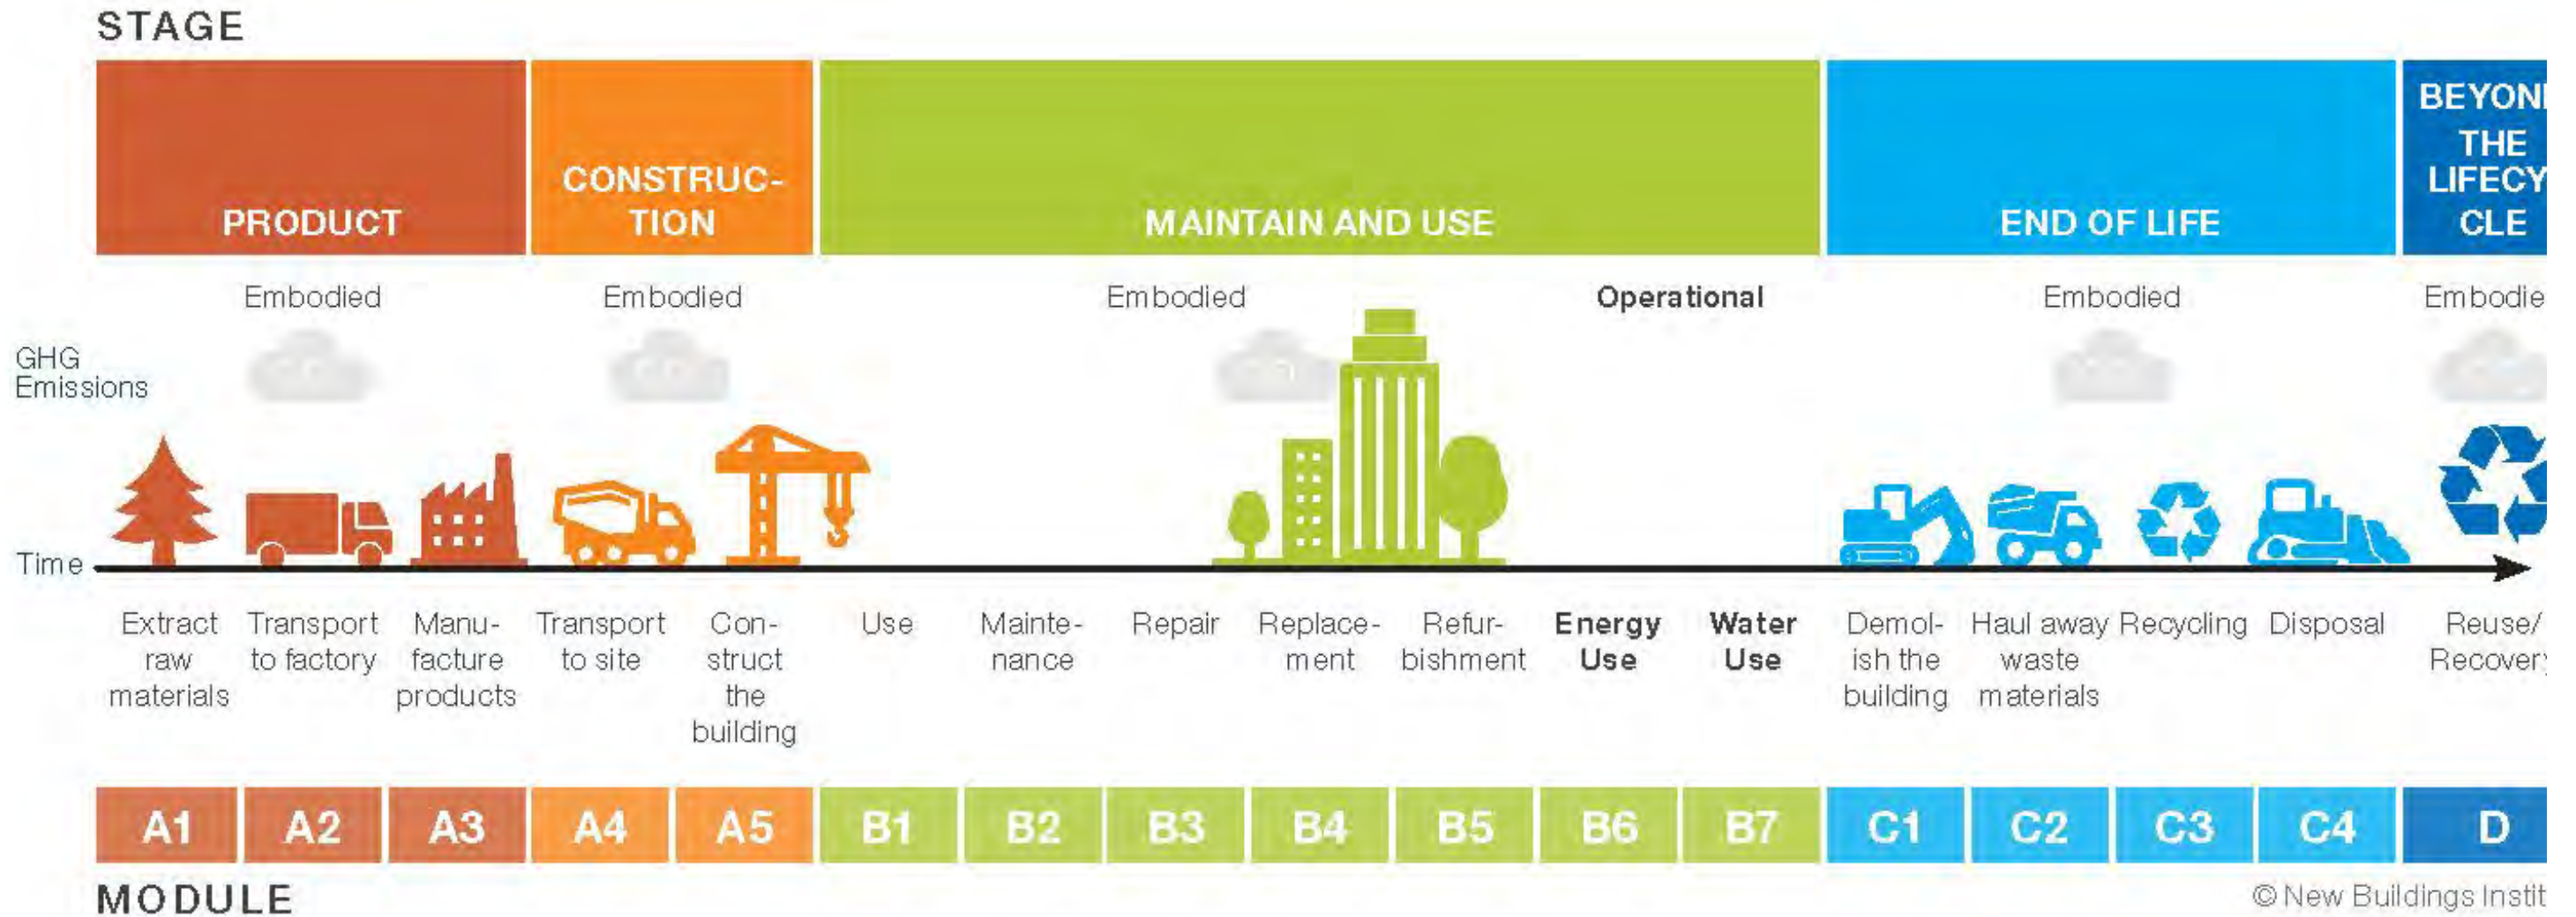 STAGE
PRODUCT
CONSTRUC-
TION
MAINTAIN AND USE
END OF LIFE
BEYON
THE
LIFECY
CLE
Embodied
Embodied
Embodied
Operational
Embodied
Embodie
GHG
Emissions
Time
Extract
raw
materials
Transport
to factory
Manu-
facture
products
Transport
to site
Con-
struct
the
building
Use
Mainte-
nance
Repair
Replace-
ment
Refur-
bishment
Energy
Use
Water
Use
Demol-
ish the
building
Haul away
waste
materials
Recycling
Disposal
Reuse/
Recover
A1 A2 A3 A4 A5 B1 B2 B3 B4 B5 B6 B7 C1 C2 C3 C4 D
MODULE
© New Buildings Instit